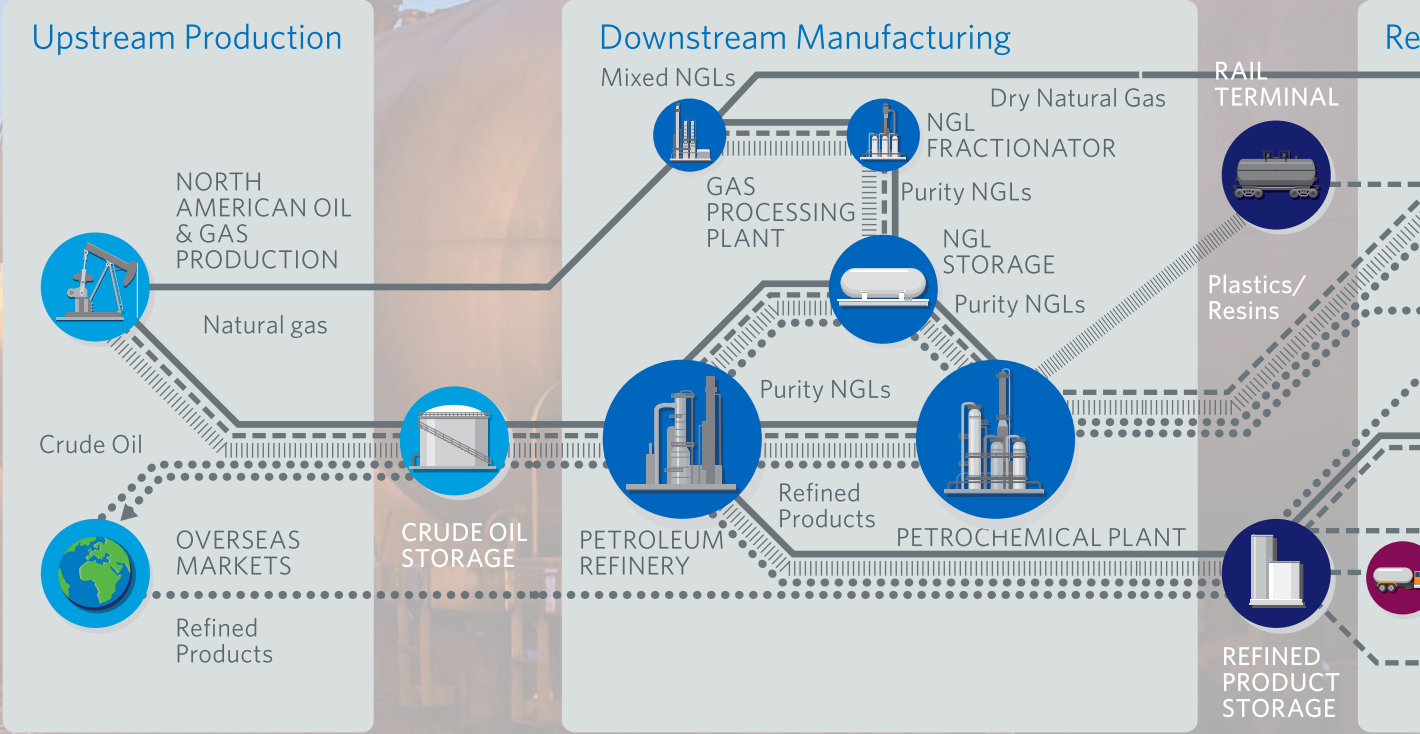 Upstream Production
Downstream Manufacturing
Re
Mixed NGLs
Dry Natural Gas
RAIL
TERMINAL
NGL
FRACTIONATOR
NORTH
AMERICAN OIL
& GAS
PRODUCTION
GAS
PROCESSING
PLANT
Purity NGLs
NGL
STORAGE
Purity NGLs
Plastics/
Resins
Natural gas
Purity NGLs
Crude Oil
Refined
Products
CRUDE OIL
STORAGE
PETROLEUM
REFINERY
PETROCHEMICAL PLANT
OVERSEAS
MARKETS
Refined
Products
REFINED
PRODUCT
STORAGE